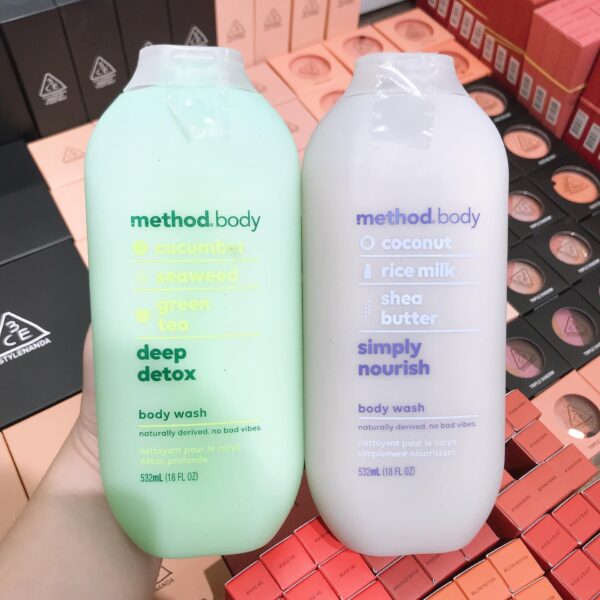 method. body
cucumber
seaweed
green
tea
deep
detox
body wash
naturally derived. no bad vibes.
nettoyant pour le corps
detox profonde
532mL (18 FL OZ)
method. body
coconut
rice milk
shea
butter
simply
nourish
body wash
naturally derived. no bad vibes.
nettoyant pour le corps
simplement nourrissant
532mL (18 FL OZ)
3CE
STYLENANDA